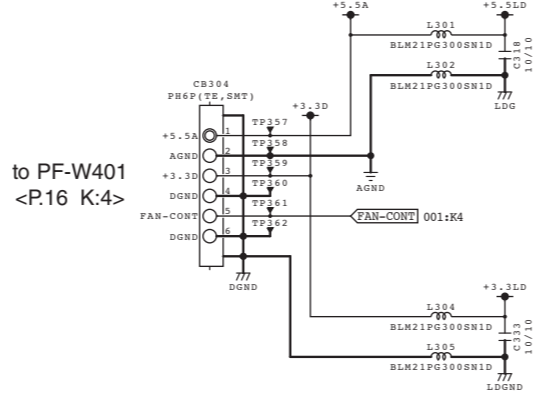 +5.5A
+5.5LD
L301
BLM21PG300SN1D
C318
10/10
L302
BLM21PG300SN1D
LDG
CB304
PH6P(TE,SMT)
+3.3D
+5.5A 1 TP357
AGND 2 TP358
+3.3D 3 TP359
DGND 4 TP360
FAN-CONT 5 TP361
DGND 6 TP362
AGND
to PF-W401
<P.16 K:4>
FAN-CONT 001:K4
DGND
+3.3LD
L304
BLM21PG300SN1D
C333
10/10
L305
BLM21PG300SN1D
LDGND